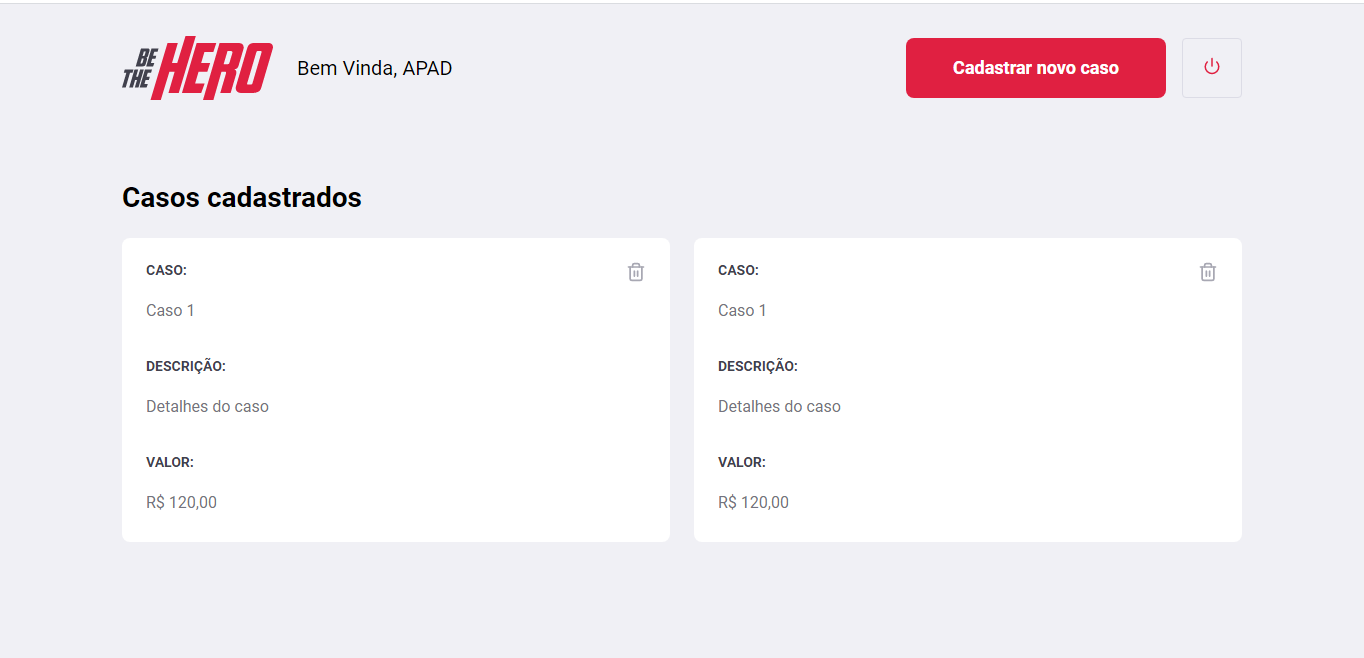 BE THE HERO
Bem Vinda, APAD
Cadastrar novo caso
Casos cadastrados
CASO:
Caso 1
DESCRIÇÃO:
Detalhes do caso
VALOR:
R$ 120,00
CASO:
Caso 1
DESCRIÇÃO:
Detalhes do caso
VALOR:
R$ 120,00